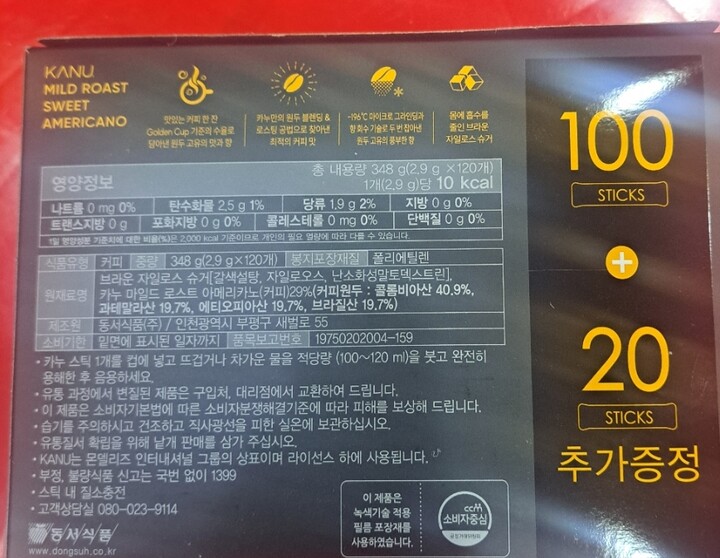 KANU
MILD ROAST
SWEET
AMERICANO
맛있는 커피 한 잔
Golden Cup 기준의 수율로
담아낸 원두 고유의 맛과 향
카누만의 원두 블렌딩 &
로스팅 공법으로 찾아낸
최적의 커피 맛
-196℃ 마이크로 그라인딩과
향 회수 기술로 두 번 잡아낸
원두 고유의 풍부한 향
몸에 흡수를
줄인 브라운
자일로스 슈거
100
STICKS
+
20
STICKS
추가증정
영양정보
총 내용량 348 g(2.9 g ×120개)
1개(2.9 g)당 10 kcal
나트륨 0 mg 0% 탄수화물 2.5 g 1% 당류 1.9 g 2% 지방 0 g 0%
트랜스지방 0 g 포화지방 0 g 0% 콜레스테롤 0 mg 0% 단백질 0 g 0%
1일 영양성분 기준치에 대한 비율(%)은 2,000 kcal 기준이므로 개인의 필요 열량에 따라 다를 수 있습니다.
식품유형 커피 중량 348 g(2.9 g×120개) 봉지포장재질 폴리에틸렌
원재료명 브라운 자일로스 슈거[갈색설탕, 자일로오스, 난소화성말토덱스트린],
카누 마일드 로스트 아메리카노(커피)29%(커피원두 : 콜롬비아산 40.9%,
과테말라산 19.7%, 에티오피아산 19.7%, 브라질산 19.7%)
제조원 동서식품(주) / 인천광역시 부평구 새벌로 55
소비기한 밑면에 표시된 일자까지 품목보고번호 19750202004-159
• 카누 스틱 1개를 컵에 넣고 뜨겁거나 차가운 물을 적당량 (100~120 ml)을 붓고 완전히
용해한 후 음용하세요.
• 유통 과정에서 변질된 제품은 구입처, 대리점에서 교환하여 드립니다.
• 이 제품은 소비자기본법에 따른 소비자분쟁해결기준에 따라 피해를 보상해 드립니다.
• 습기를 주의하시고 건조하고 직사광선을 피한 실온에 보관하십시오.
• 유통질서 확립을 위해 낱개 판매를 삼가 주십시오.
• KANU는 몬델리즈 인터내셔널 그룹의 상표이며 라이선스 하에 사용됩니다.
• 부정, 불량식품 신고는 국번 없이 1399
• 스틱 내 질소충전
• 고객상담실 080-023-9114
동서식품
www.dongsuh.co.kr
이 제품은
녹색기술 적용
필름 포장재를
사용하였습니다.
CCM
소비자중심
공정거래위원회